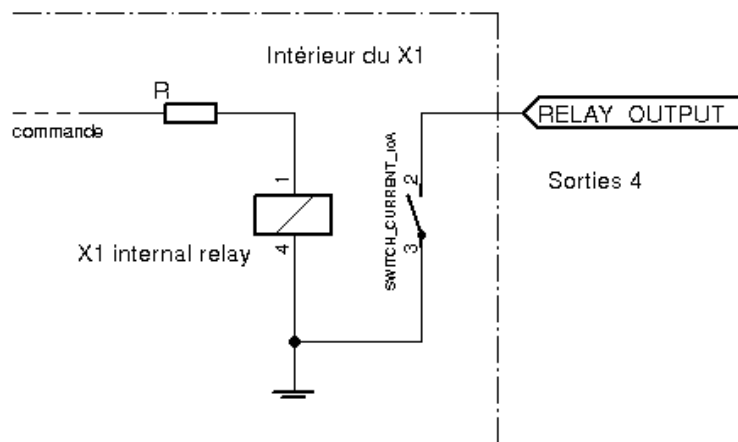 Intérieur du X1
R
commande
RELAY OUTPUT
SWITCH_CURRENT_10A
1
2
Sorties 4
X1 internal relay
4
3